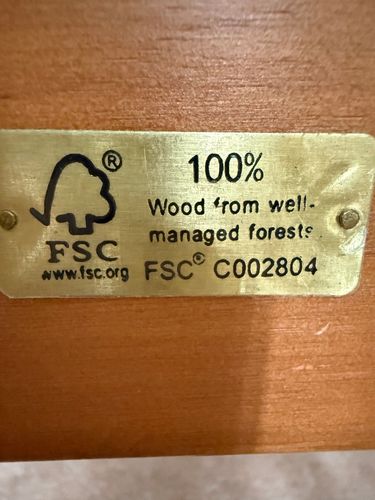 ®
FSC
www.fsc.org
100%
Wood from well-
managed forests.
FSC® C002804